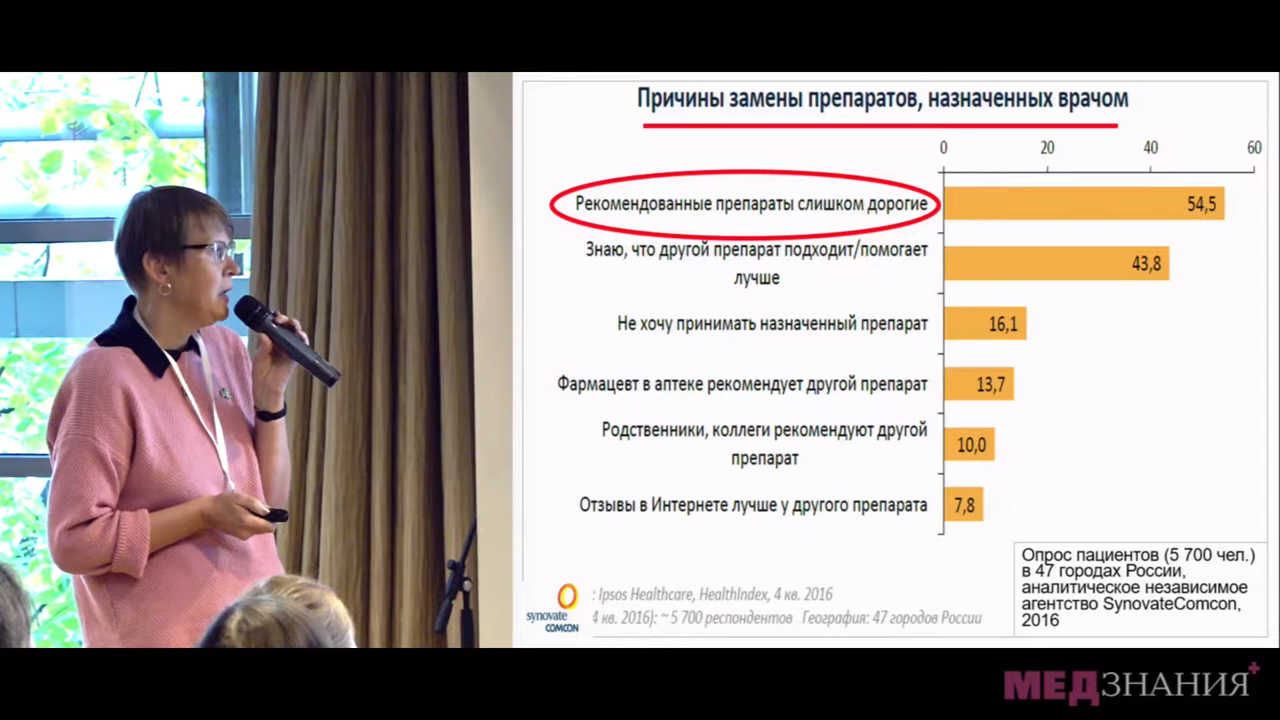 Причины замены препаратов, назначенных врачом
0 20 40 60
Рекомендованные препараты слишком дорогие 54,5
Знаю, что другой препарат подходит/помогает
лучше
43,8
Не хочу принимать назначенный препарат 16,1
Фармацевт в аптеке рекомендует другой препарат 13,7
Родственники, коллеги рекомендуют другой
препарат
10,0
Отзывы в Интернете лучше у другого препарата 7,8
synovate
COMCON
: Ipsos Healthcare, HealthIndex, 4 кв. 2016
4 кв. 2016): ~ 5 700 респондентов География: 47 городов России
Опрос пациентов (5 700 чел.)
в 47 городах России,
аналитическое независимое
агентство SynovateComcon,
2016
МЕДЗНАНИЯ+